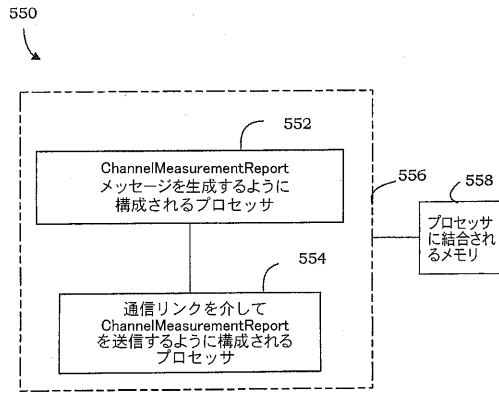 550
552
ChannelMeasurementReport
メッセージを生成するように
構成されるプロセッサ
556
558
プロセッサ
に結合され
るメモリ
554
通信リンクを介して
ChannelMeasurementReport
を送信するように構成される
プロセッサ